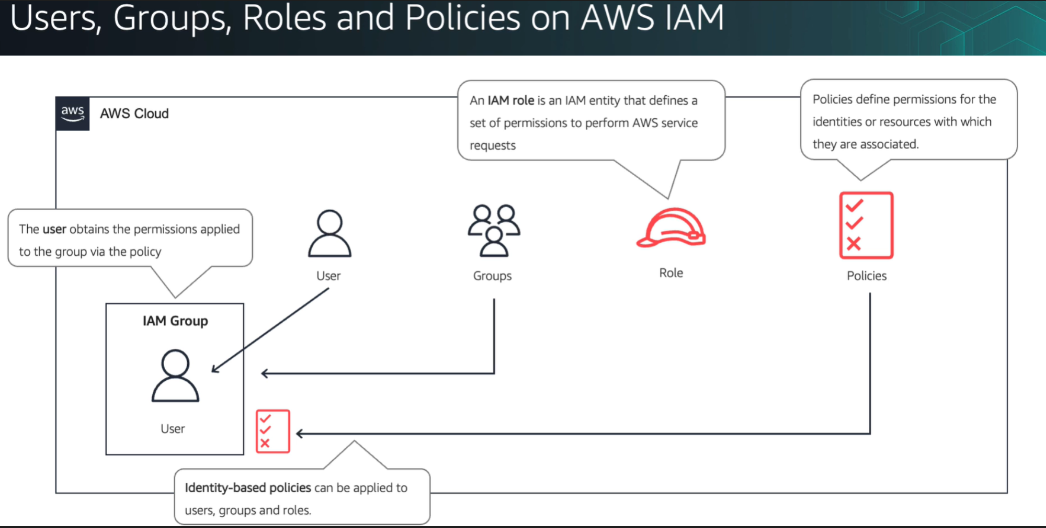 Users, Groups, Roles and Policies on AWS IAM
aws
AWS Cloud
An IAM role is an IAM entity that defines a
set of permissions to perform AWS service
requests
Policies define permissions for the
identities or resources with which
they are associated.
The user obtains the permissions applied
to the group via the policy
User
Groups
Role
Policies
IAM Group
User
Identity-based policies can be applied to
users, groups and roles.